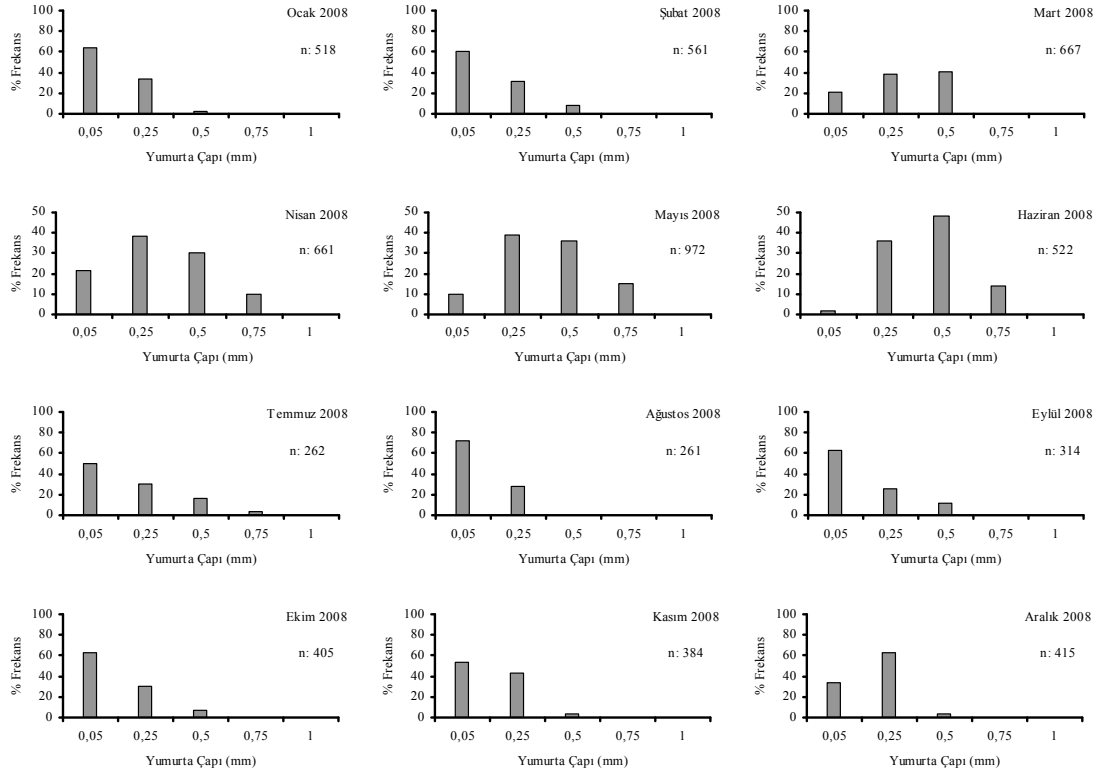 Ocak 2008
n: 518
100
80
60
40
20
0
% Frekans
0,05 0,25 0,5 0,75 1
Yumurta Çapı (mm)
Şubat 2008
n: 561
100
80
60
40
20
0
% Frekans
0,05 0,25 0,5 0,75 1
Yumurta Çapı (mm)
Mart 2008
n: 667
100
80
60
40
20
0
% Frekans
0,05 0,25 0,5 0,75 1
Yumurta Çapı (mm)
Nisan 2008
n: 661
50
40
30
20
10
0
% Frekans
0,05 0,25 0,5 0,75 1
Yumurta Çapı (mm)
Mayıs 2008
n: 972
50
40
30
20
10
0
% Frekans
0,05 0,25 0,5 0,75 1
Yumurta Çapı (mm)
Haziran 2008
n: 522
50
40
30
20
10
0
% Frekans
0,05 0,25 0,5 0,75 1
Yumurta Çapı (mm)
Temmuz 2008
n: 262
100
80
60
40
20
0
% Frekans
0,05 0,25 0,5 0,75 1
Yumurta Çapı (mm)
Ağustos 2008
n: 261
100
80
60
40
20
0
% Frekans
0,05 0,25 0,5 0,75 1
Yumurta Çapı (mm)
Eylül 2008
n: 314
100
80
60
40
20
0
% Frekans
0,05 0,25 0,5 0,75 1
Yumurta Çapı (mm)
Ekim 2008
n: 405
100
80
60
40
20
0
% Frekans
0,05 0,25 0,5 0,75 1
Yumurta Çapı (mm)
Kasım 2008
n: 384
100
80
60
40
20
0
% Frekans
0,05 0,25 0,5 0,75 1
Yumurta Çapı (mm)
Aralık 2008
n: 415
100
80
60
40
20
0
% Frekans
0,05 0,25 0,5 0,75 1
Yumurta Çapı (mm)